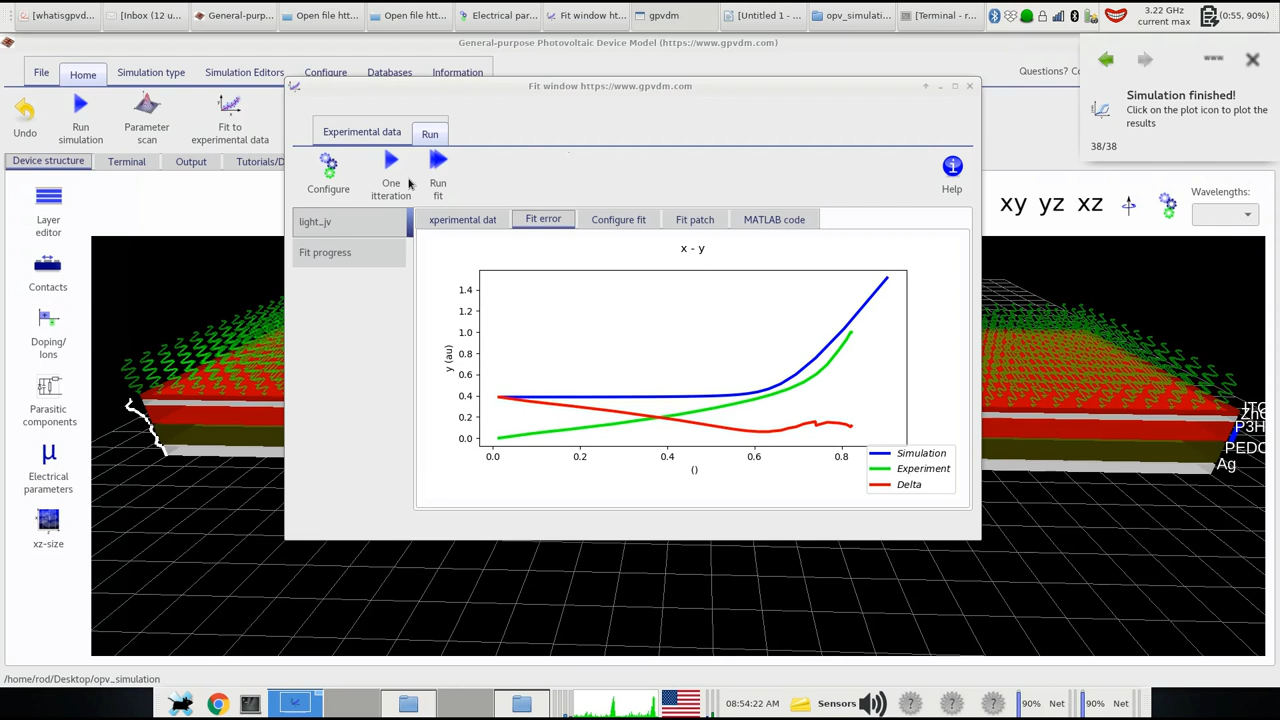 [whatisgpvd...
[Inbox (12 u...
General-purp...
Open file htt...
Open file htt...
Electrical par...
Fit window ht...
gpvdm
[Untitled 1 - ...
opv_simulati...
[Terminal - r...
3.22 GHz
current max
(0:55, 90%)
General-purpose Photovoltaic Device Model (https://www.gpvdm.com)
File
Home
Simulation type
Simulation Editors
Configure
Databases
Information
Questions? Co
Undo
Run
simulation
Parameter
scan
Fit to
experimental data
Device structure
Terminal
Output
Tutorials/D
Simulation finished!
Click on the plot icon to plot the
results
38/38
Layer
editor
Contacts
Doping/
Ions
Parasitic
components
μ
Electrical
parameters
xz-size
Fit window https://www.gpvdm.com
Experimental data
Run
Configure
One
itteration
Run
fit
Help
light_jv
Fit progress
xperimental dat
Fit error
Configure fit
Fit patch
MATLAB code
x - y
y (au)
1.4
1.2
1.0
0.8
0.6
0.4
0.2
0.0
0.0
0.2
0.4
0.6
0.8
()
Simulation
Experiment
Delta
xy yz xz
Wavelengths:
P3H
PEDO
Ag
/home/rod/Desktop/opv_simulation
08:54:22 AM
Sensors
90%
Net
90%
Net